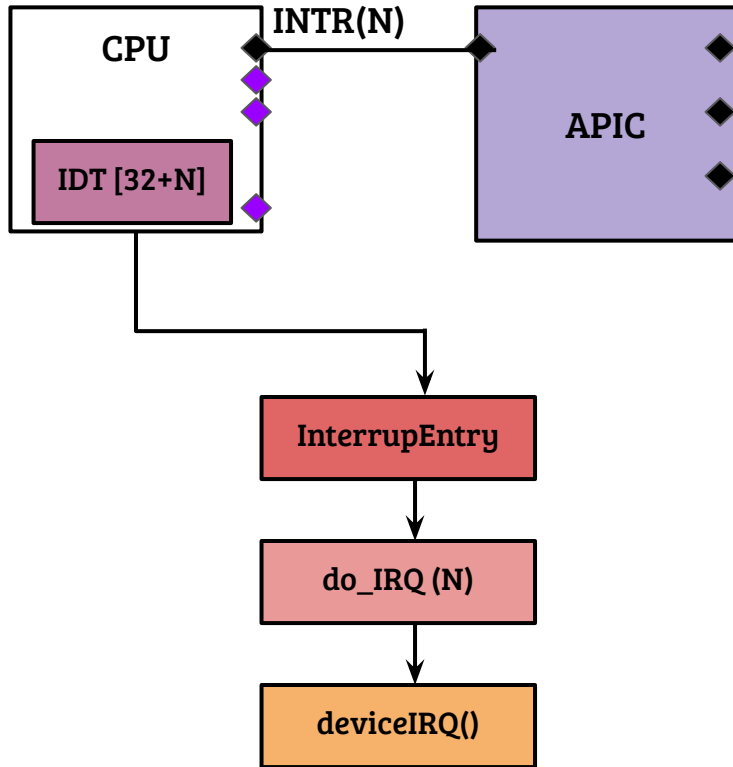 CPU
INTR(N)
APIC
IDT [32+N]
InterrupEntry
do_IRQ (N)
deviceIRQ()